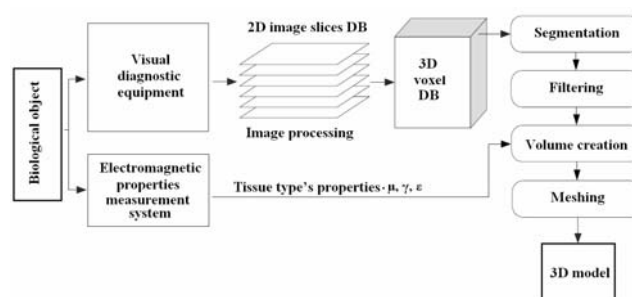 Biological object
Visual
diagnostic
equipment
2D image slices DB
Image processing
3D
voxel
DB
Segmentation
Filtering
Volume creation
Meshing
3D model
Electromagnetic
properties
measurement
system
Tissue type's properties - μ, γ, ε